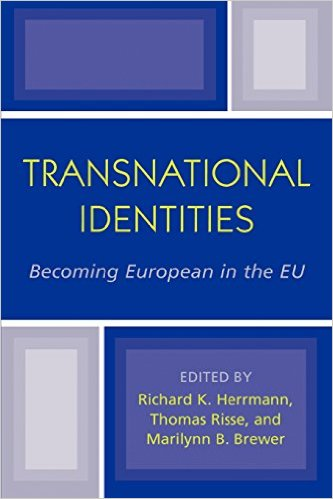 TRANSNATIONAL
IDENTITIES
Becoming European in the EU
EDITED BY
Richard K. Herrmann,
Thomas Risse, and
Marilynn B. Brewer